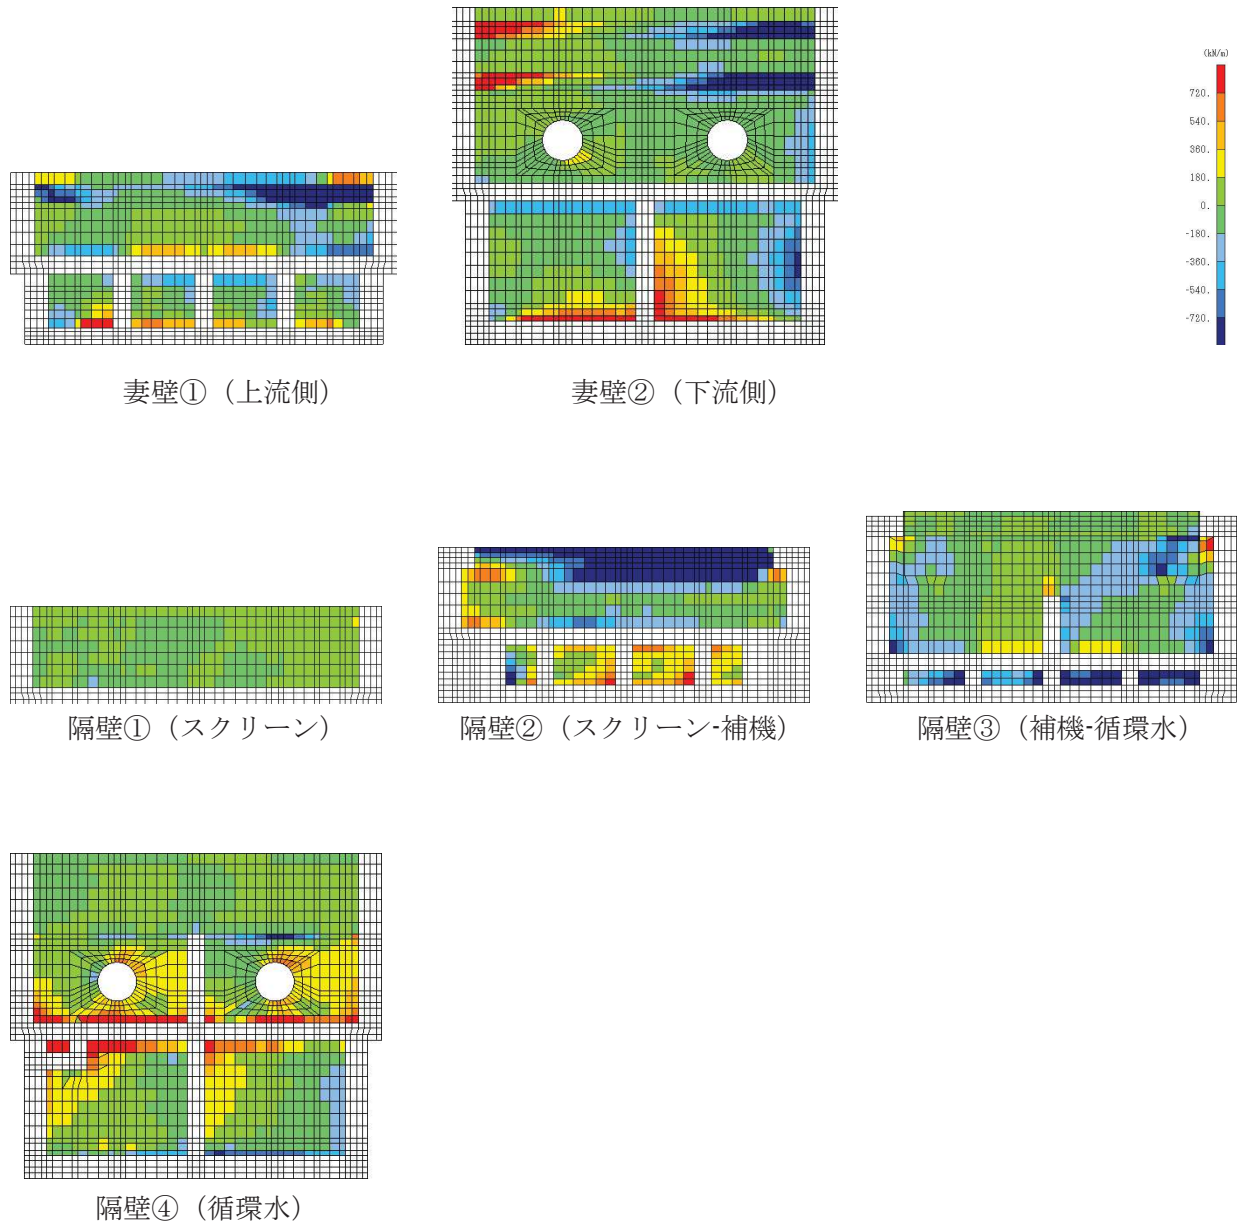 (kN/m)
720.
540.
360.
180.
0.
-180.
-360.
-540.
-720.
妻壁①（上流側）
妻壁②（下流側）
隔壁①（スクリーン）
隔壁②（スクリーン-補機）
隔壁③（補機-循環水）
隔壁④（循環水）